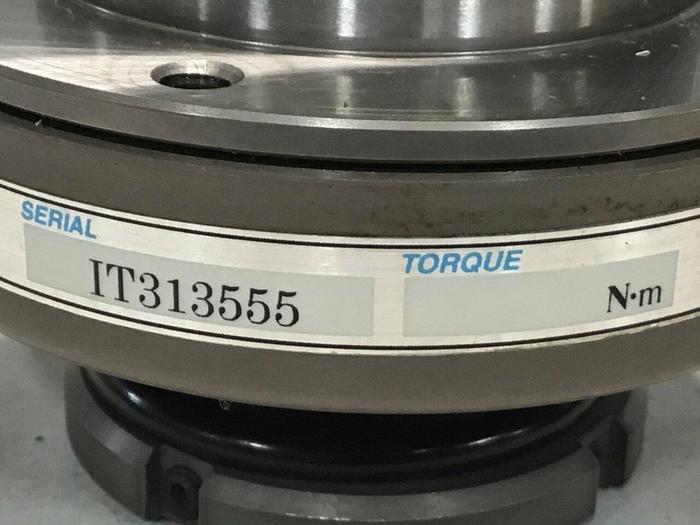 SERIAL
IT313555
TORQUE
N·m